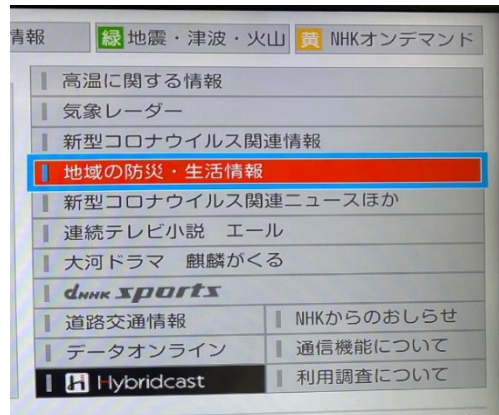 情報 緑 地震・津波・火山 黄 NHKオンデマンド
高温に関する情報
気象レーダー
新型コロナウイルス関連情報
地域の防災・生活情報
新型コロナウイルス関連ニュースほか
連続テレビ小説 エール
大河ドラマ 麒麟がくる
dNHK sports
道路交通情報 NHKからのおしらせ
データオンライン 通信機能について
Hybridcast 利用調査について